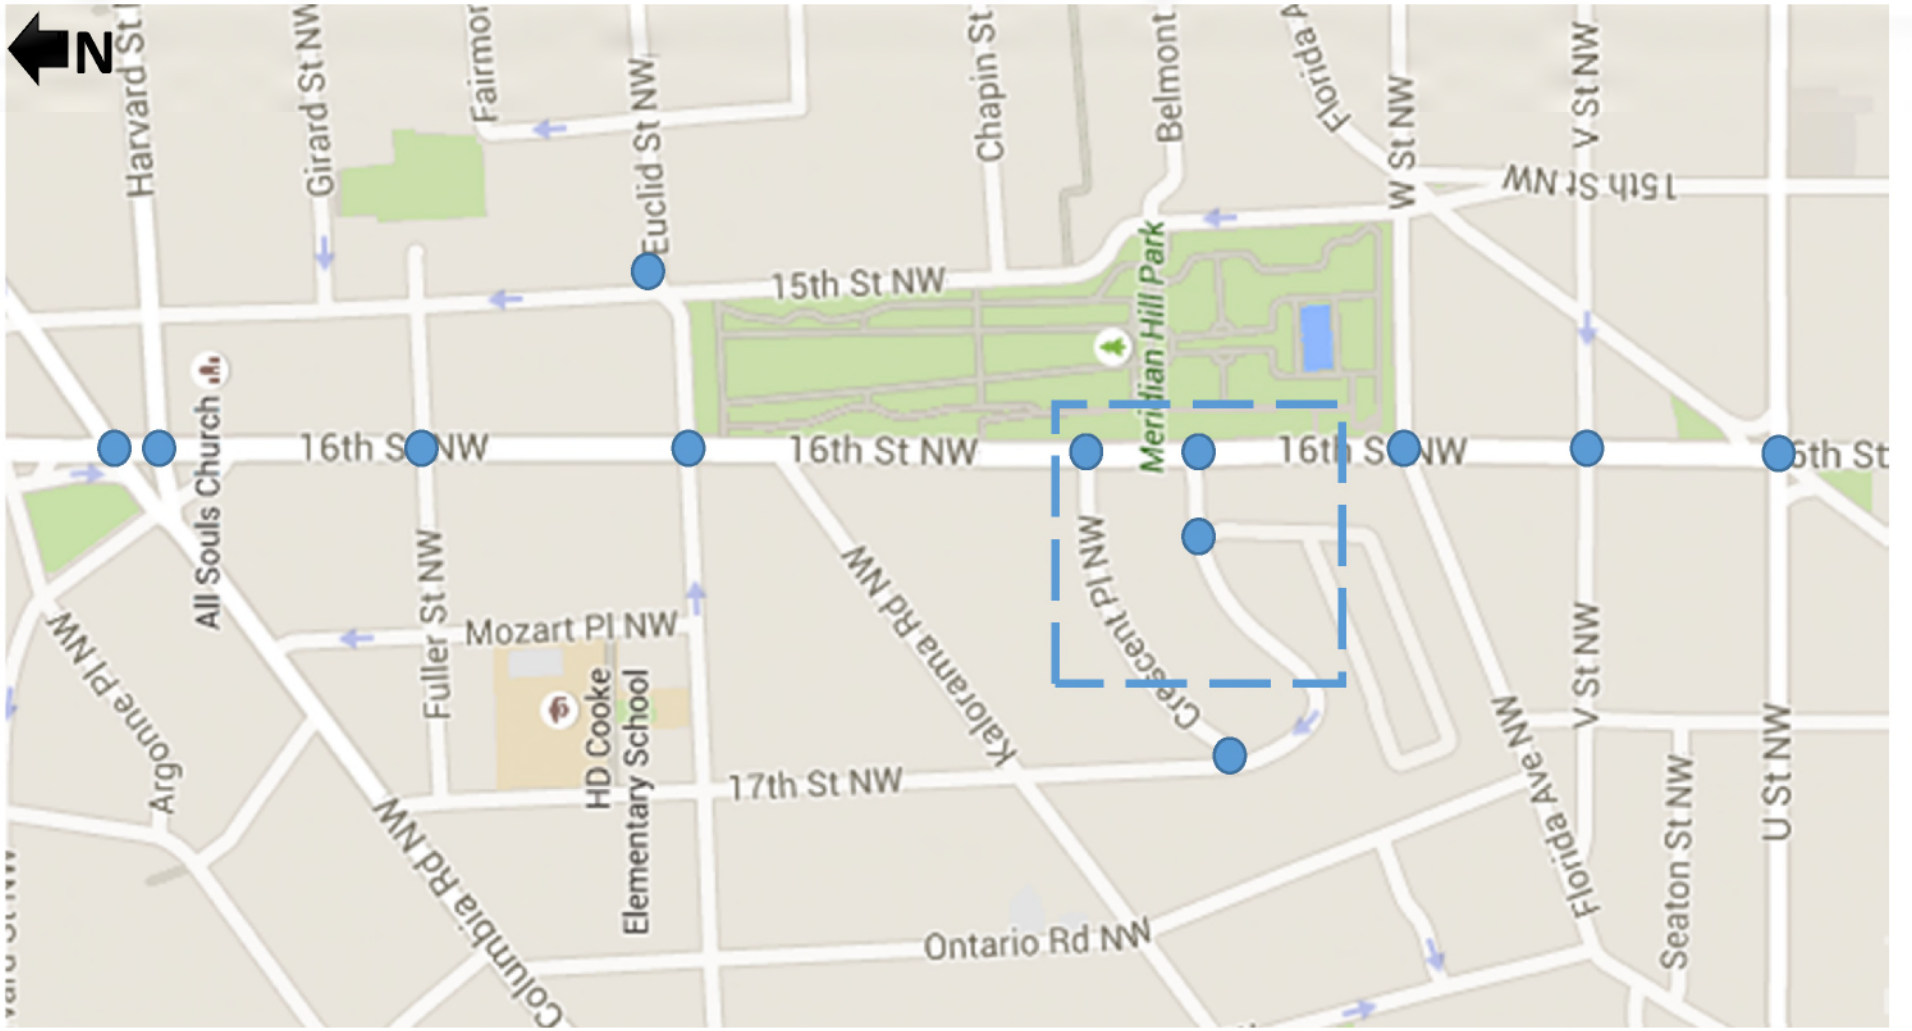 N
Harvard St
Girard St NW
Fairmon
Euclid St NW
Chapin St
Belmont
Florida A
W St NW
V St NW
15th St NW
15th St NW
Meridian Hill Park
All Souls Church
16th St NW
16th St NW
16th St NW
6th St
Fuller St NW
Mozart Pl NW
HD Cooke
Elementary School
Kalorama Rd NW
Crescent Pl NW
17th St NW
Argonne Pl NW
Columbia Rd NW
Ontario Rd NW
Florida Ave NW
V St NW
Seaton St NW
U St NW
vard St NW